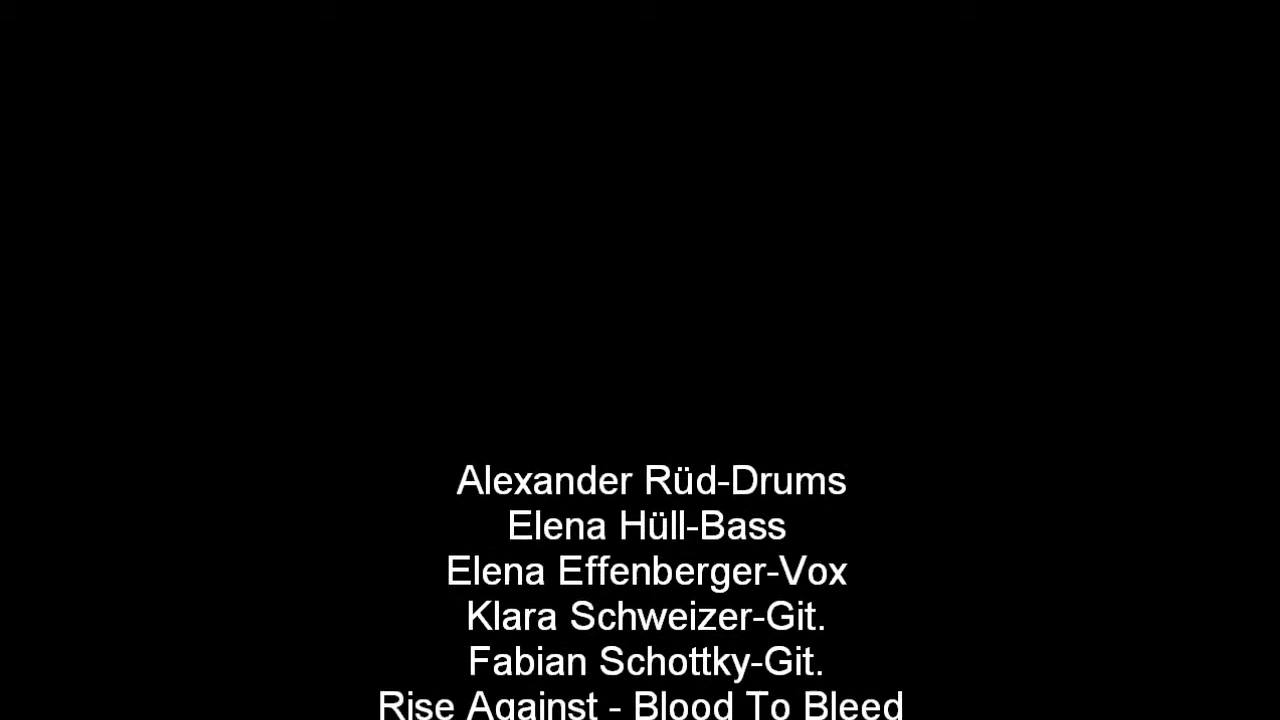 Alexander Rüd-Drums
Elena Hüll-Bass
Elena Effenberger-Vox
Klara Schweizer-Git.
Fabian Schottky-Git.
Rise Against - Blood To Bleed